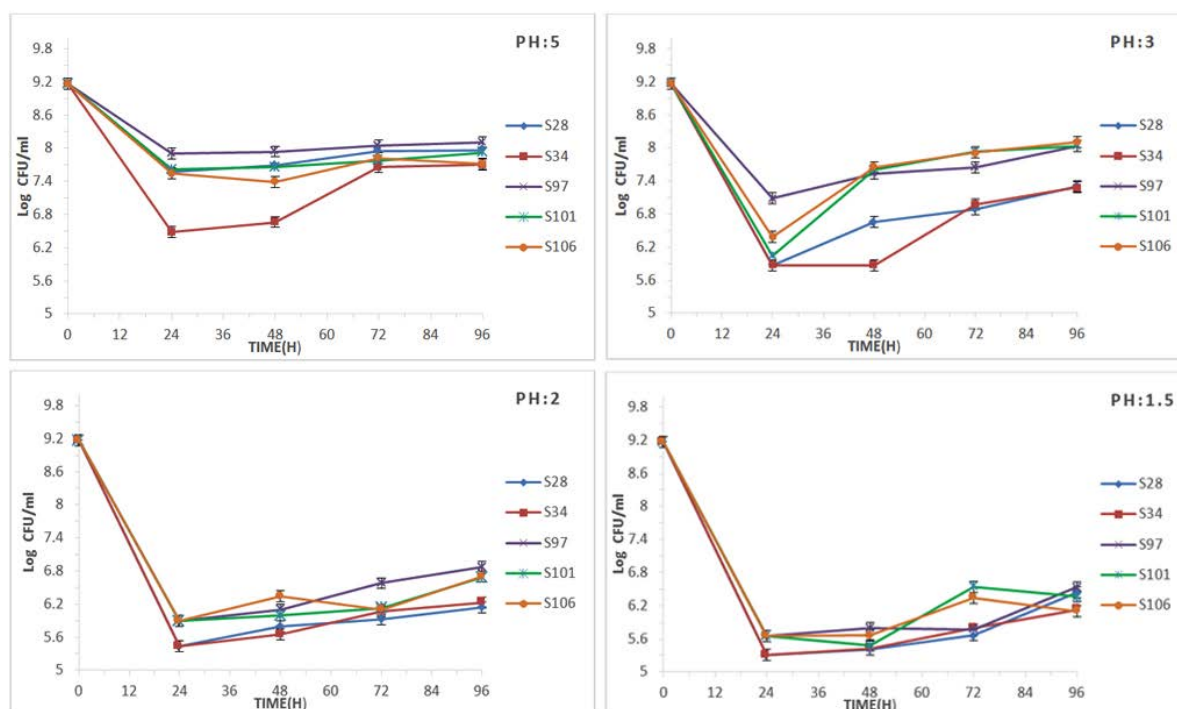 PH:5
9.8
9.2
8.6
8
7.4
6.8
6.2
5.6
5
Log CFU/ml
0 12 24 36 48 60 72 84 96
TIME(H)
S28
S34
S97
S101
S106
PH:3
9.8
9.2
8.6
8
7.4
6.8
6.2
5.6
5
Log CFU/ml
0 12 24 36 48 60 72 84 96
TIME(H)
S28
S34
S97
S101
S106
PH:2
9.8
9.2
8.6
8
7.4
6.8
6.2
5.6
5
Log CFU/ml
0 12 24 36 48 60 72 84 96
TIME(H)
S28
S34
S97
S101
S106
PH:1.5
9.8
9.2
8.6
8
7.4
6.8
6.2
5.6
5
Log CFU/ml
0 12 24 36 48 60 72 84 96
TIME(H)
S28
S34
S97
S101
S106